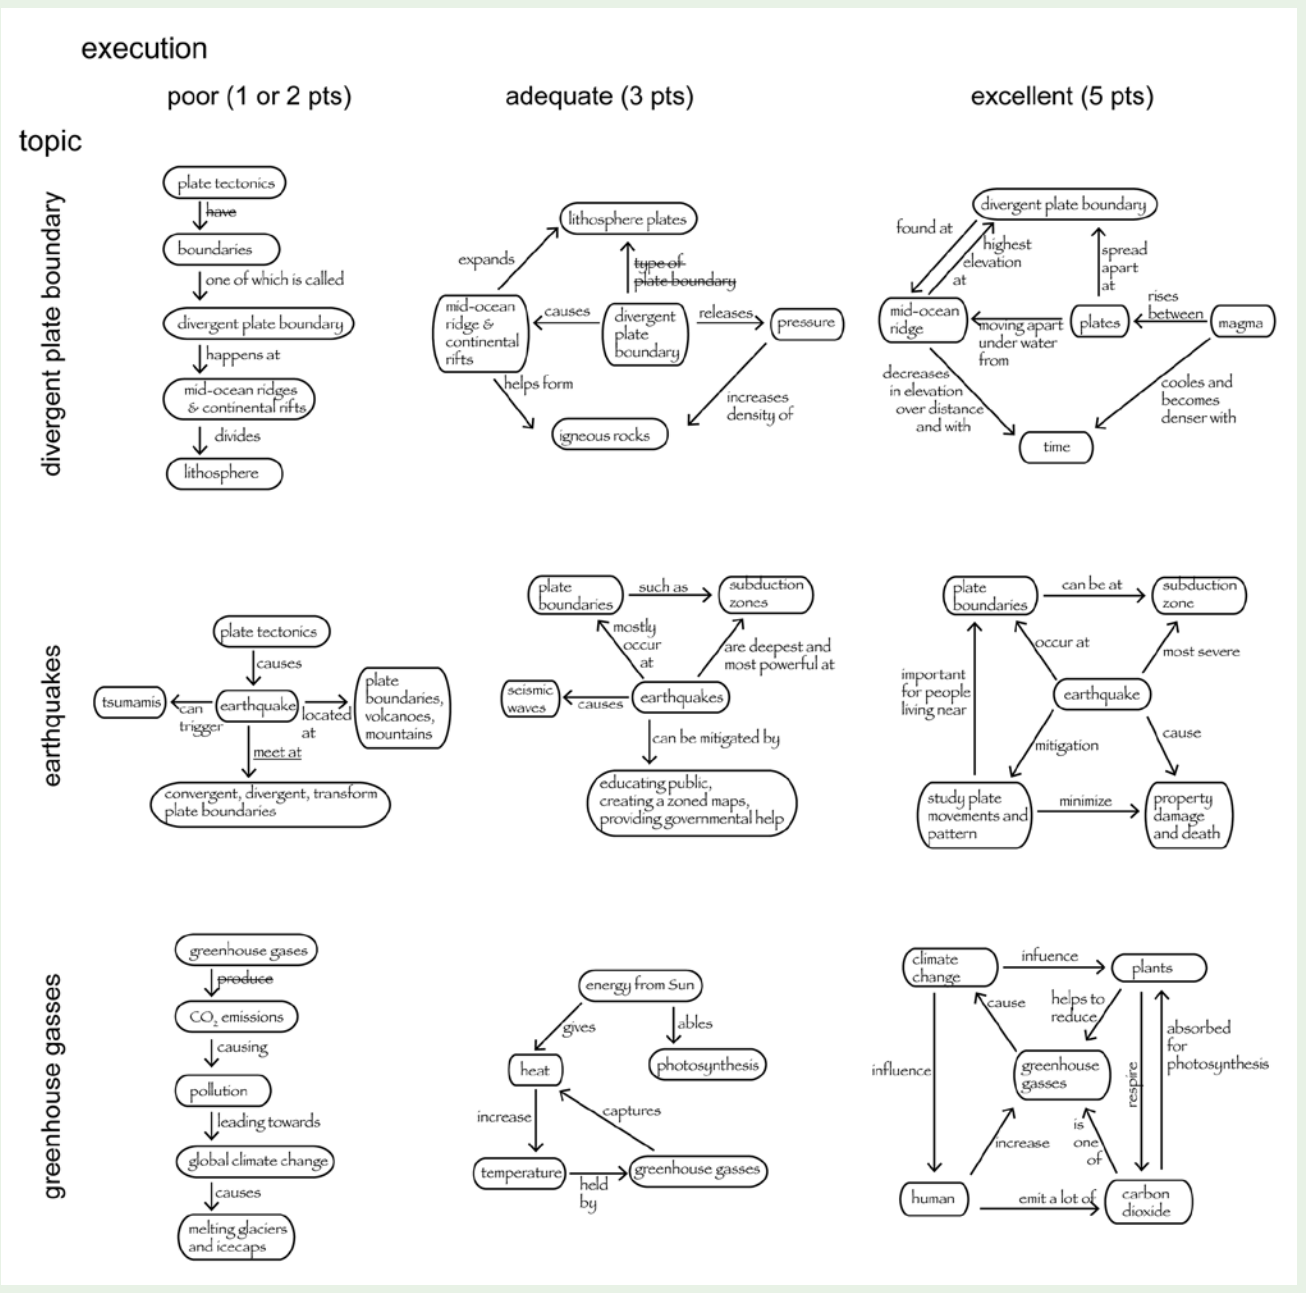 execution
poor (1 or 2 pts)
adequate (3 pts)
excellent (5 pts)
topic
divergent plate boundary
plate tectonics
have
boundaries
one of which is called
divergent plate boundary
happens at
mid-ocean ridges
& continental rifts
divides
lithosphere
lithosphere plates
expands
type of
plate boundary
mid-ocean
ridge &
continental
rifts
causes
divergent
plate
boundary
releases
pressure
helps form
increases
density of
igneous rocks
divergent plate boundary
found at
highest
elevation
at
spread
apart
at
mid-ocean
ridge
moving apart
under water
from
plates
rises
between
magma
decreases
in elevation
over distance
and with
cooles and
becomes
denser with
time
earthquakes
plate tectonics
causes
tsumamis
can
trigger
earthquake
located
at
plate
boundaries,
volcanoes,
mountains
meet at
convergent, divergent, transform
plate boundaries
plate
boundaries
such as
subduction
zones
mostly
occur
at
are deepest and
most powerful at
seismic
waves
causes
earthquakes
can be mitigated by
educating public,
creating a zoned maps,
providing governmental help
plate
boundaries
can be at
subduction
zone
occur at
most severe
important
for people
living near
earthquake
mitigation
cause
study plate
movements and
pattern
minimize
property
damage
and death
greenhouse gasses
greenhouse gases
produce
CO2 emissions
causing
pollution
leading towards
global climate change
causes
melting glaciers
and icecaps
energy from Sun
gives
ables
heat
photosynthesis
increase
captures
temperature
held
by
greenhouse gasses
climate
change
infuence
plants
cause
helps to
reduce
absorbed
for
photosynthesis
influence
greenhouse
gasses
respire
increase
is
one
of
human
emit a lot of
carbon
dioxide